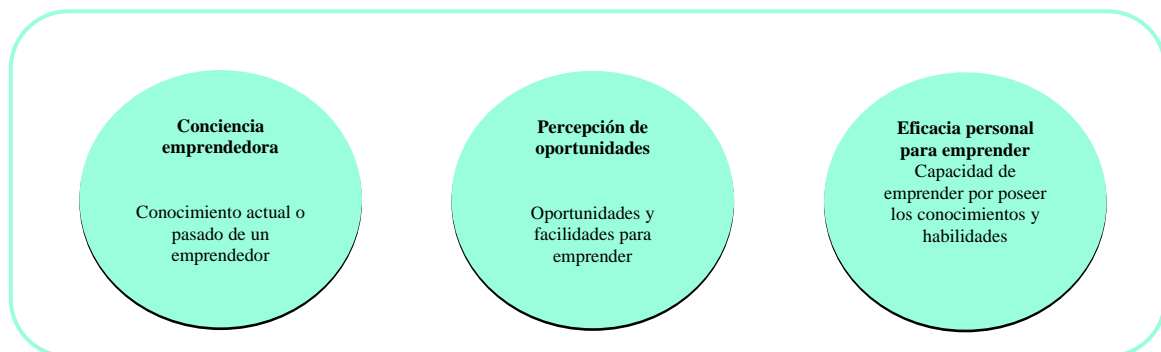 Conciencia
emprendedora
Conocimiento actual o
pasado de un
emprendedor
Percepción de
oportunidades
Oportunidades y
facilidades para
emprender
Eficacia personal
para emprender
Capacidad de
emprender por poseer
los conocimientos y
habilidades